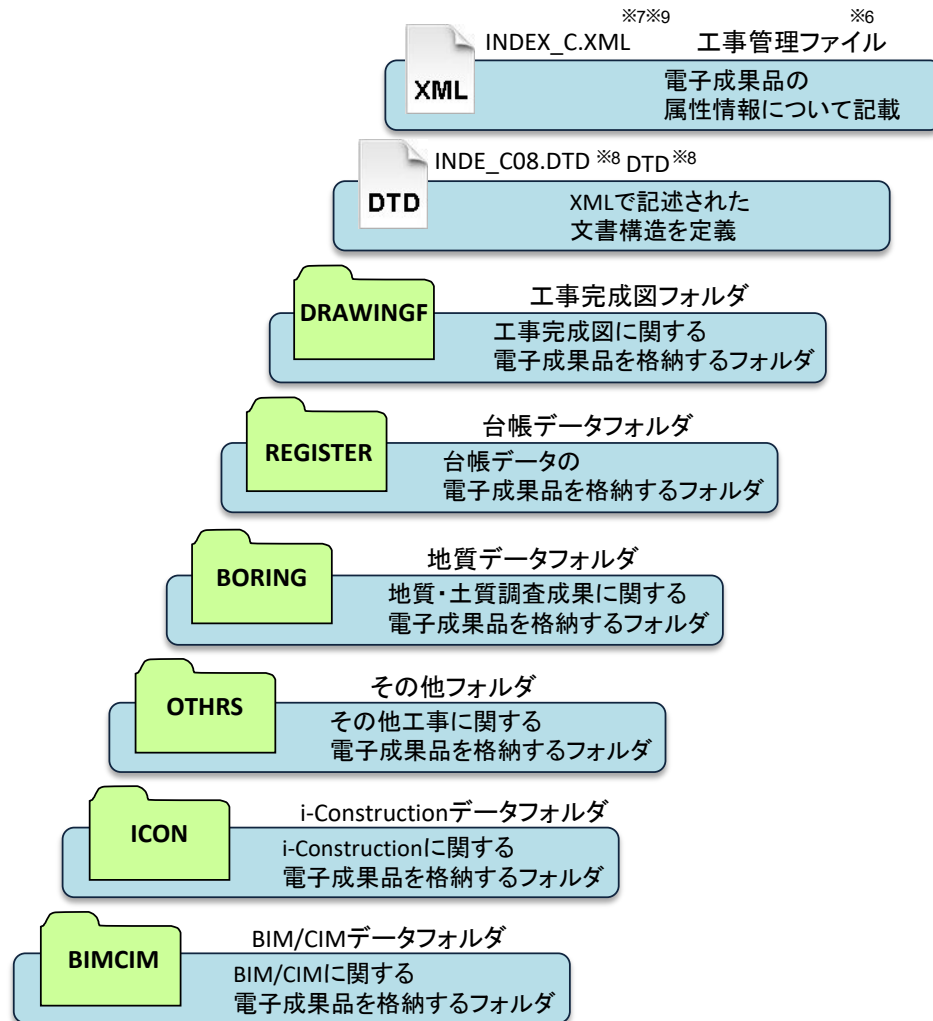 ※7※9 ※6
INDEX_C.XML 工事管理ファイル
XML
電子成果品の
属性情報について記載
INDE_C08.DTD ※8 DTD※8
DTD
XMLで記述された
文書構造を定義
工事完成図フォルダ
DRAWINGF
工事完成図に関する
電子成果品を格納するフォルダ
台帳データフォルダ
REGISTER
台帳データの
電子成果品を格納するフォルダ
地質データフォルダ
BORING
地質・土質調査成果に関する
電子成果品を格納するフォルダ
その他フォルダ
OTHRS
その他工事に関する
電子成果品を格納するフォルダ
i-Constructionデータフォルダ
ICON
i-Constructionに関する
電子成果品を格納するフォルダ
BIM/CIMデータフォルダ
BIMCIM
BIM/CIMに関する
電子成果品を格納するフォルダ